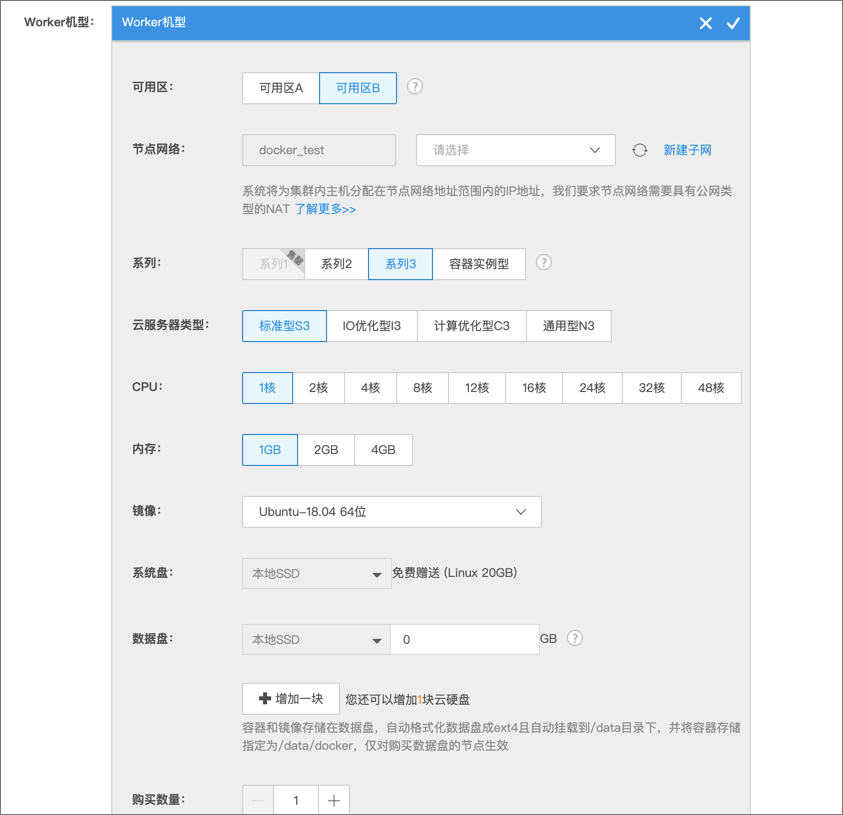 Worker机型：
Worker机型
可用区：
可用区A 可用区B ?
节点网络：
docker_test 请选择 新建子网
系统将为集群内主机分配在节点网络地址范围内的IP地址，我们要求节点网络需要具有公网类
型的NAT 了解更多>>
系列：
系列1 售罄 系列2 系列3 容器实例型 ?
云服务器类型：
标准型S3 IO优化型I3 计算优化型C3 通用型N3
CPU：
1核 2核 4核 8核 12核 16核 24核 32核 48核
内存：
1GB 2GB 4GB
镜像：
Ubuntu-18.04 64位
系统盘：
本地SSD 免费赠送 (Linux 20GB)
数据盘：
本地SSD 0 GB ?
增加一块 您还可以增加1块云硬盘
容器和镜像存储在数据盘，自动格式化数据盘成ext4且自动挂载到/data目录下，并将容器存储
指定为/data/docker，仅对购买数据盘的节点生效
购买数量：
1